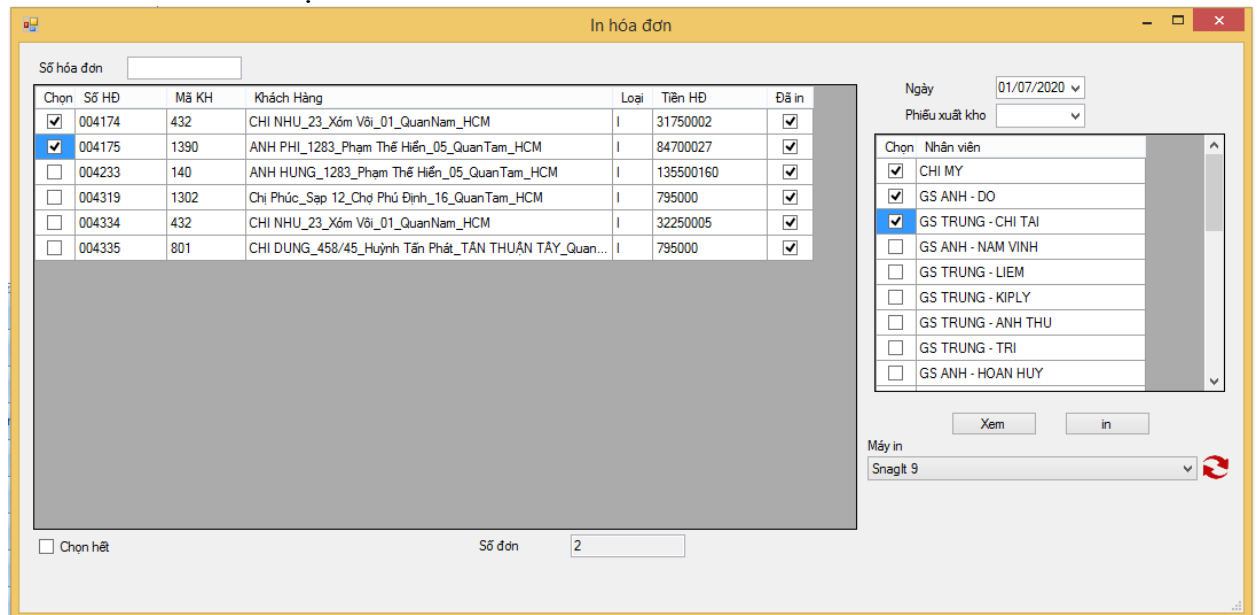 In hóa đơn
Số hóa đơn
Chọn Số HĐ Mã KH Khách Hàng Loại Tiền HĐ Đã in
004174 432 CHI NHU_23_Xóm Vôi_01_QuanNam_HCM I 31750002
004175 1390 ANH PHI_1283_Phạm Thế Hiển_05_QuanTam_HCM I 84700027
004233 140 ANH HUNG_1283_Phạm Thế Hiển_05_QuanTam_HCM I 135500160
004319 1302 Chị Phúc_Sạp 12_Chợ Phú Định_16_QuanTam_HCM I 795000
004334 432 CHI NHU_23_Xóm Vôi_01_QuanNam_HCM I 32250005
004335 801 CHI DUNG_458/45_Huỳnh Tấn Phát_TÂN THUẬN TÂY_Quan... I 795000
Chọn hết
Số đơn 2
Ngày 01/07/2020
Phiếu xuất kho
Chọn Nhân viên
CHI MY
GS ANH - DO
GS TRUNG - CHI TAI
GS ANH - NAM VINH
GS TRUNG - LIEM
GS TRUNG - KIPLY
GS TRUNG - ANH THU
GS TRUNG - TRI
GS ANH - HOAN HUY
Xem in
Máy in
SnagIt 9